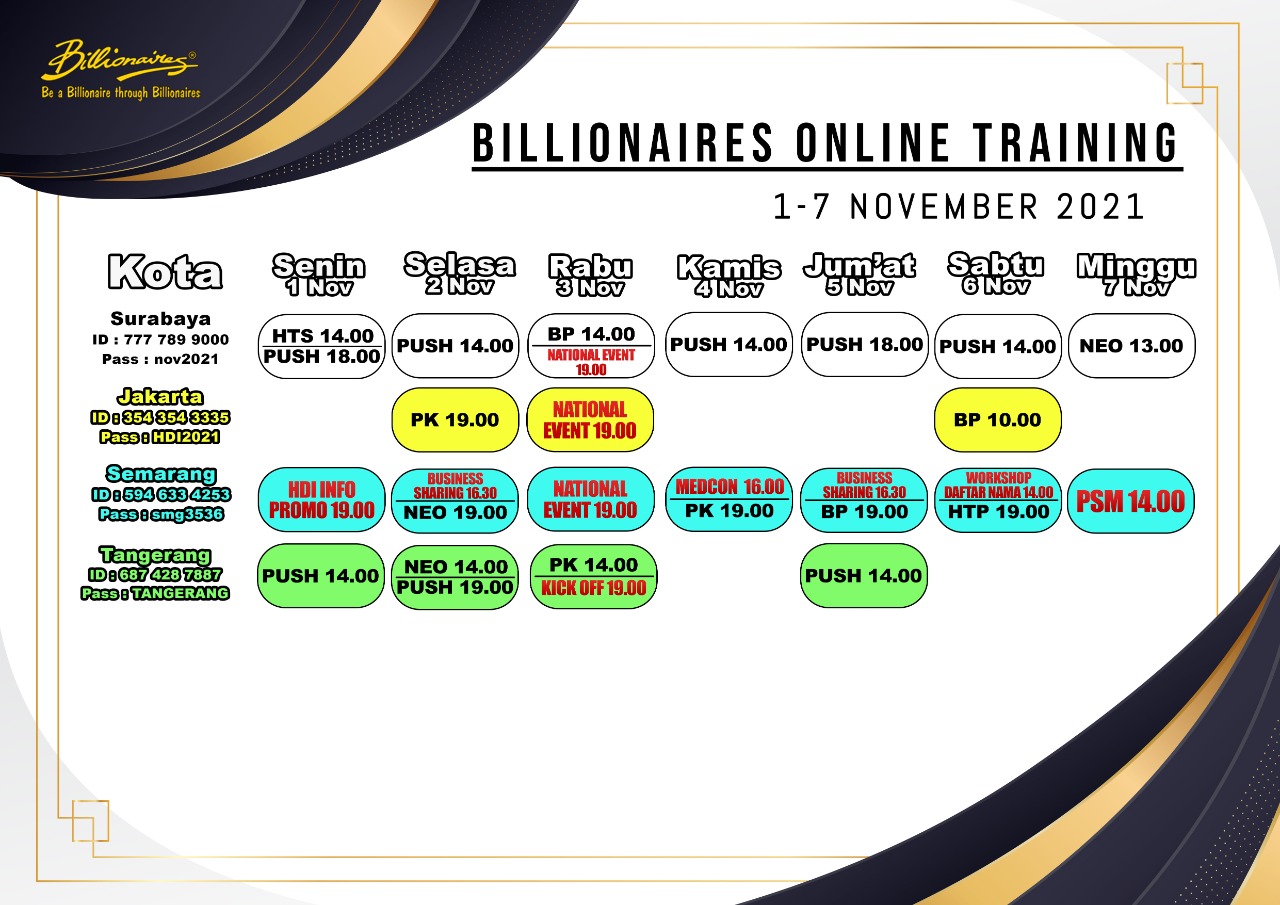 Billionaires®
Be a Billionaire through Billionaires
BILLIONAIRES ONLINE TRAINING
1-7 NOVEMBER 2021
Kota
Senin
1 Nov
Selasa
2 Nov
Rabu
3 Nov
Kamis
4 Nov
Jum'at
5 Nov
Sabtu
6 Nov
Minggu
7 Nov
Surabaya
ID : 777 789 9000
Pass : nov2021
HTS 14.00
PUSH 18.00
PUSH 14.00
BP 14.00
NATIONAL EVENT
19.00
PUSH 14.00
PUSH 18.00
PUSH 14.00
NEO 13.00
Jakarta
ID : 354 354 3335
Pass : HDI2021
PK 19.00
NATIONAL
EVENT 19.00
BP 10.00
Semarang
ID : 594 633 4253
Pass : smg3536
HDI INFO
PROMO 19.00
BUSINESS
SHARING 16.30
NEO 19.00
NATIONAL
EVENT 19.00
MEDCON 16.00
PK 19.00
BUSINESS
SHARING 16.30
BP 19.00
WORKSHOP
DAFTAR NAMA 14.00
HTP 19.00
PSM 14.00
Tangerang
ID : 687 428 7887
Pass : TANGERANG
PUSH 14.00
NEO 14.00
PUSH 19.00
PK 14.00
KICK OFF 19.00
PUSH 14.00